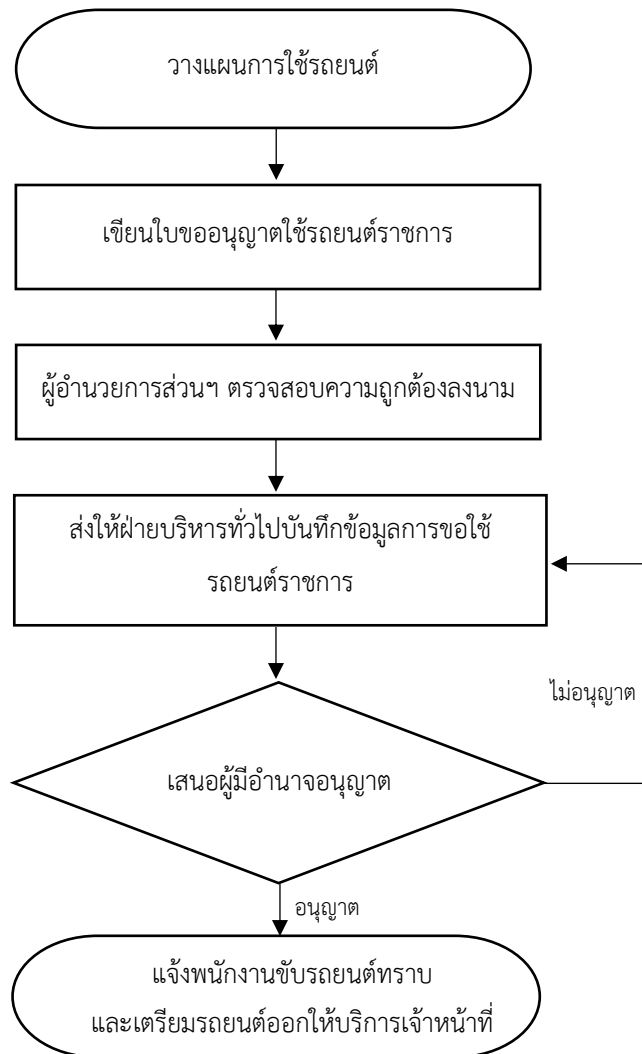 วางแผนการใช้รถยนต์
เขียนใบขออนุญาตใช้รถยนต์ราชการ
ผู้อำนวยการส่วนฯ ตรวจสอบความถูกต้องลงนาม
ส่งให้ฝ่ายบริหารทั่วไปบันทึกข้อมูลการขอใช้
รถยนต์ราชการ
ไม่อนุญาต
เสนอผู้มีอำนาจอนุญาต
อนุญาต
แจ้งพนักงานขับรถยนต์ทราบ
และเตรียมรถยนต์ออกให้บริการเจ้าหน้าที่